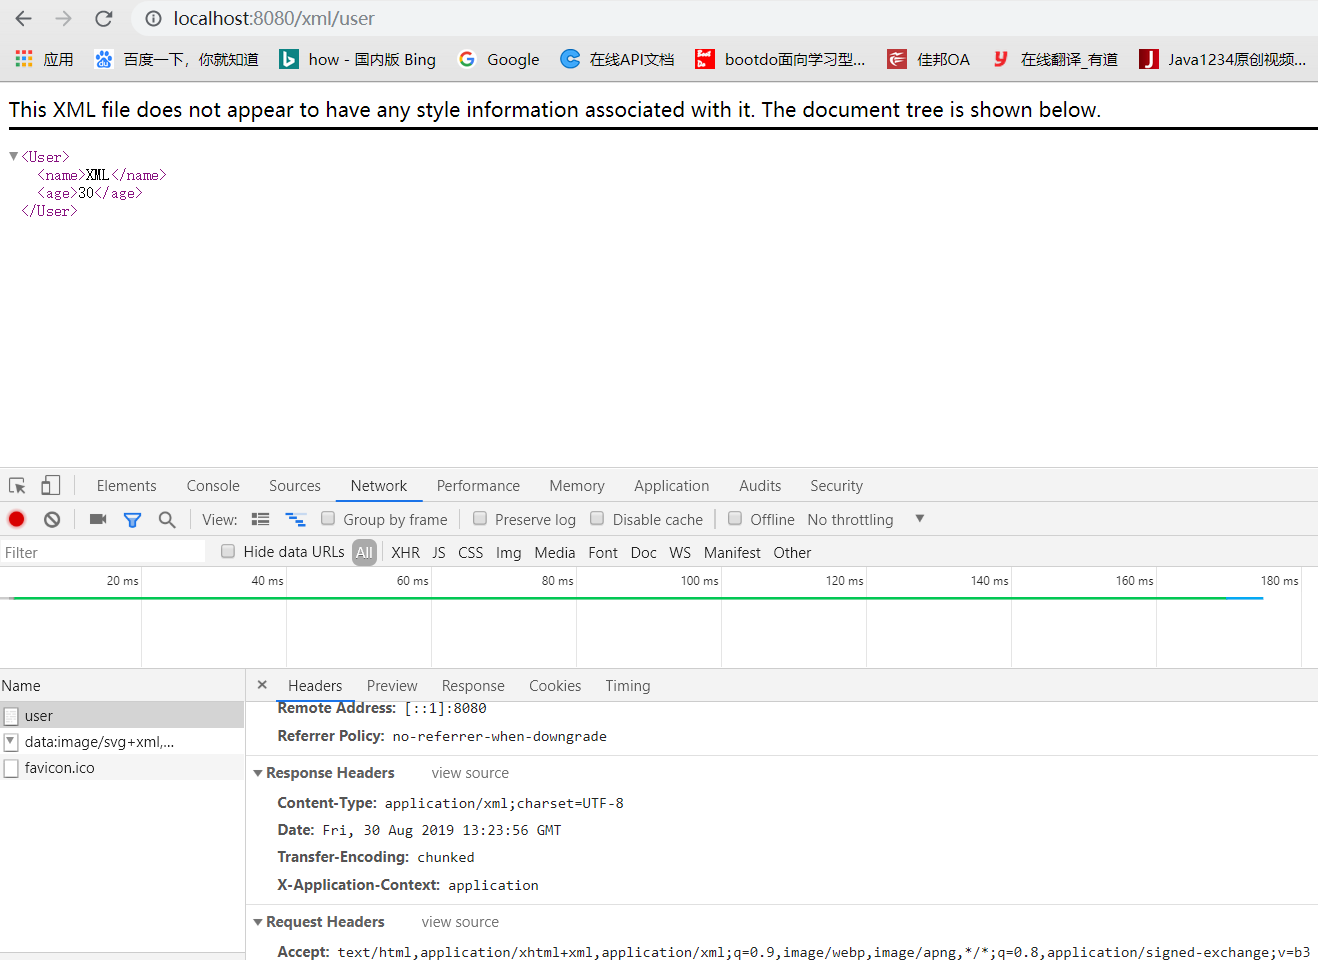 localhost:8080/xml/user
应用 百度一下，你就知道 how - 国内版 Bing Google 在线API文档 bootdo面向学习型... 佳邦OA 在线翻译_有道 Java1234原创视频...
This XML file does not appear to have any style information associated with it. The document tree is shown below.
▼<User>
<name>XML</name>
<age>30</age>
</User>
Elements Console Sources Network Performance Memory Application Audits Security
View: Group by frame Preserve log Disable cache Offline No throttling ▼
Filter Hide data URLs All XHR JS CSS Img Media Font Doc WS Manifest Other
20 ms 40 ms 60 ms 80 ms 100 ms 120 ms 140 ms 160 ms 180 ms
Name × Headers Preview Response Cookies Timing
user
data:image/svg+xml,...
favicon.ico
Remote Address: [::1]:8080
Referrer Policy: no-referrer-when-downgrade
▼Response Headers view source
Content-Type: application/xml;charset=UTF-8
Date: Fri, 30 Aug 2019 13:23:56 GMT
Transfer-Encoding: chunked
X-Application-Context: application
▼Request Headers view source
Accept: text/html,application/xhtml+xml,application/xml;q=0.9,image/webp,image/apng,*/*;q=0.8,application/signed-exchange;v=b3